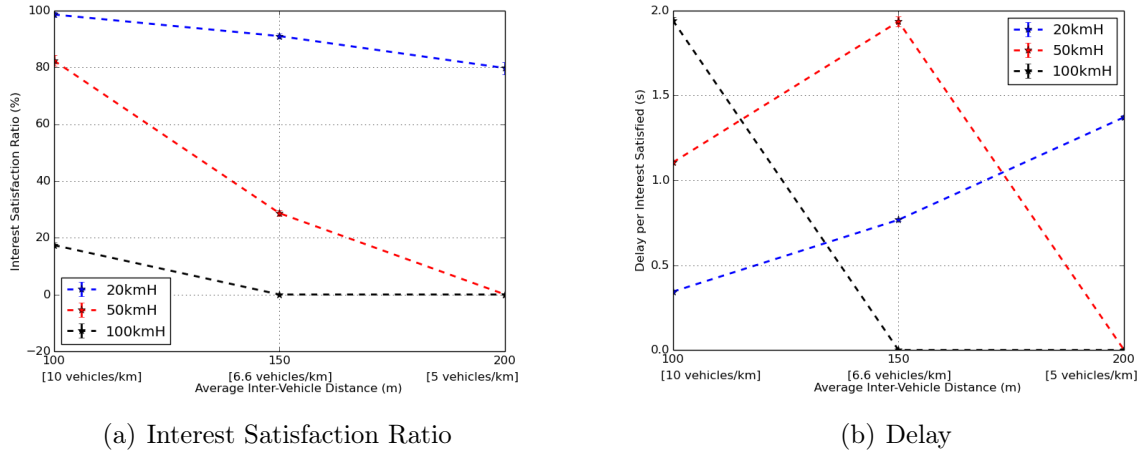 100
80
60
40
20
0
−20
Interest Satisfaction Ratio (%)
20kmH
50kmH
100kmH
100
150
200
[10 vehicles/km]
[6.6 vehicles/km]
[5 vehicles/km]
Average Inter-Vehicle Distance (m)
(a) Interest Satisfaction Ratio
2.0
1.5
1.0
0.5
0.0
Delay per Interest Satisfied (s)
20kmH
50kmH
100kmH
100
150
200
[10 vehicles/km]
[6.6 vehicles/km]
[5 vehicles/km]
Average Inter-Vehicle Distance (m)
(b) Delay